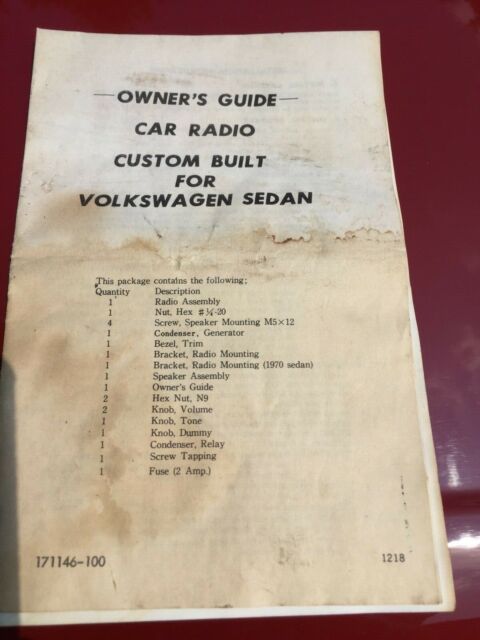 —OWNER'S GUIDE—
CAR RADIO
CUSTOM BUILT
FOR
VOLKSWAGEN SEDAN
This package contains the following:
Quantity Description
1 Radio Assembly
1 Nut, Hex #¼-20
4 Screw, Speaker Mounting M5×12
1 Condenser, Generator
1 Bezel, Trim
1 Bracket, Radio Mounting
1 Bracket, Radio Mounting (1970 sedan)
1 Speaker Assembly
1 Owner's Guide
2 Hex Nut, N9
2 Knob, Volume
1 Knob, Tone
1 Knob, Dummy
1 Condenser, Relay
1 Screw Tapping
1 Fuse (2 Amp.)
171146-100 1218